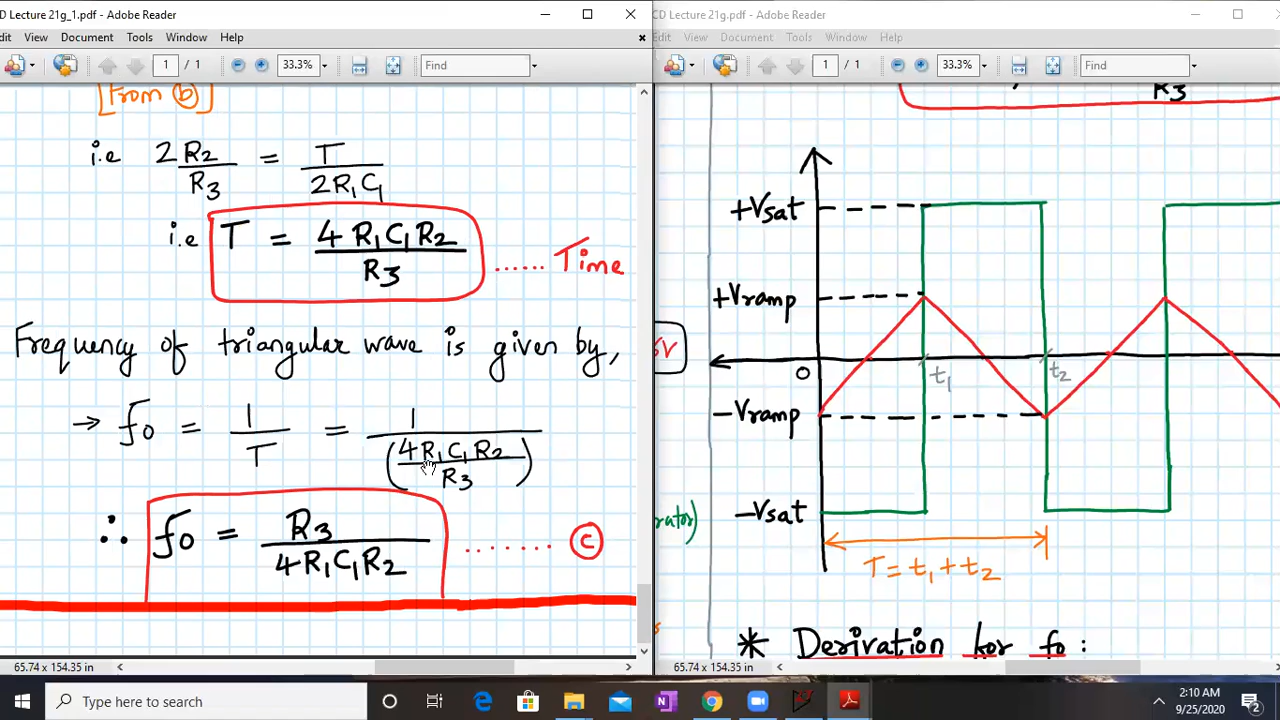 CD Lecture 21g_1.pdf - Adobe Reader
dit View Document Tools Window Help
1 / 1 33.3% Find
[from (b)]
i.e 2R2/R3 = T/2R1C1
i.e T = 4R1C1R2/R3 ...... Time
Frequency of triangular wave is given by,
→ fo = 1/T = 1/(4R1C1R2/R3)
∴ fo = R3/4R1C1R2 ........ (C)
65.74 x 154.35 in
CD Lecture 21g.pdf - Adobe Reader
Edit View Document Tools Window Help
1 / 1 33.3% Find
R3
+Vsat
+Vramp
V
0 t1 t2
-Vramp
-Vsat
rator)
T = t1 + t2
* Derivation for fo :
65.74 x 154.35 in
Type here to search
2:10 AM
9/25/2020
2